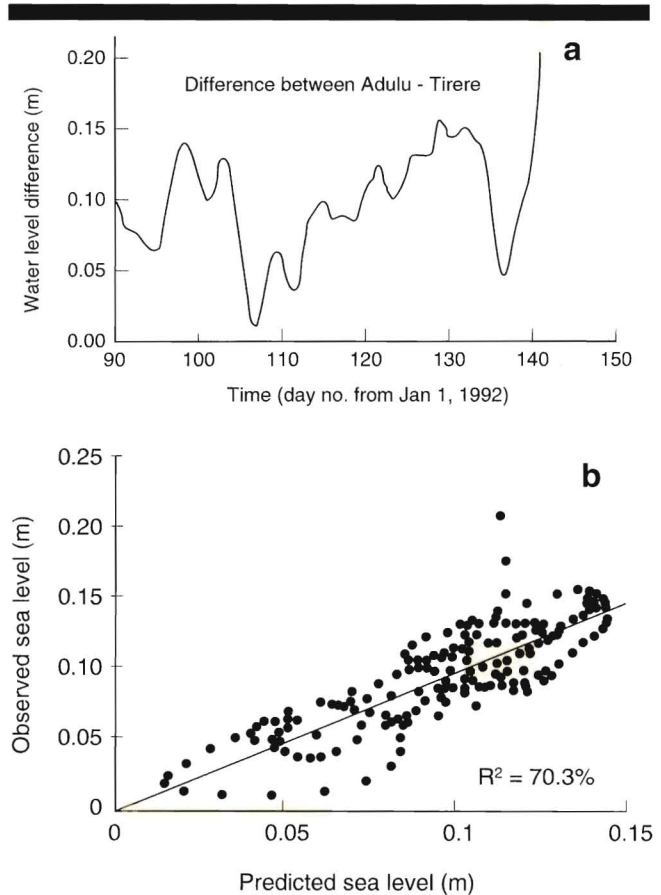 a
Difference between Adulu - Tirere
Water level difference (m)
0.20
0.15
0.10
0.05
0.00
90 100 110 120 130 140 150
Time (day no. from Jan 1, 1992)
b
Observed sea level (m)
0.25
0.20
0.15
0.10
0.05
0
R² = 70.3%
0 0.05 0.1 0.15
Predicted sea level (m)